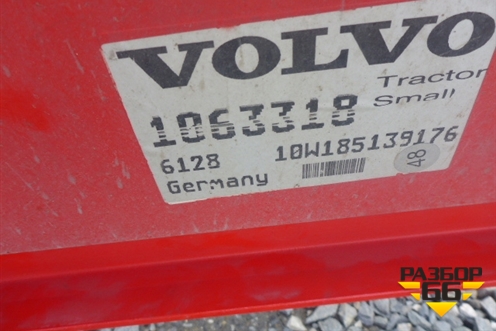 VOLVO
Tractor
Small
1063318
6128
10W185139176
Germany
48
РАЗБОР
66